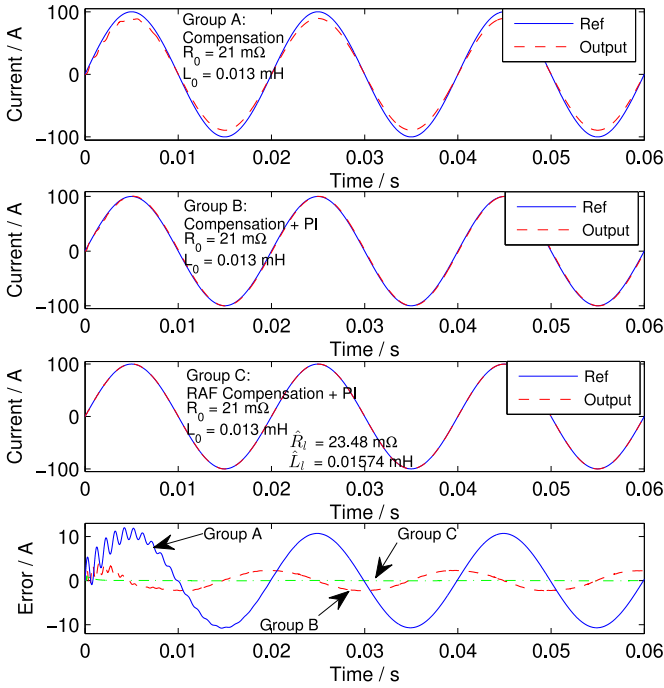 Group A:
Compensation
R0 = 21 mΩ
L0 = 0.013 mH
Ref
Output
Current / A
100
0
−100
0 0.01 0.02 0.03 0.04 0.05 0.06
Time / s
Group B:
Compensation + PI
R0 = 21 mΩ
L0 = 0.013 mH
Ref
Output
Current / A
100
0
−100
0 0.01 0.02 0.03 0.04 0.05 0.06
Time / s
Group C:
RAF Compensation + PI
R0 = 21 mΩ
L0 = 0.013 mH
R̂l = 23.48 mΩ
L̂l = 0.01574 mH
Ref
Output
Current / A
100
0
−100
0 0.01 0.02 0.03 0.04 0.05 0.06
Time / s
Group A
Group C
Group B
Error / A
10
0
−10
0 0.01 0.02 0.03 0.04 0.05 0.06
Time / s